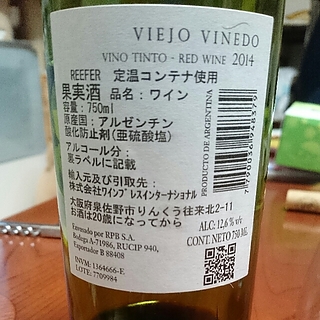 VIEJO VIÑEDO
VINO TINTO - RED WINE 2014
REEFER 定温コンテナ使用
果実酒 品名：ワイン
容量：750ml
原産国：アルゼンチン
酸化防止剤(亜硫酸塩)
アルコール分：
裏ラベルに記載
輸入元及び引取先：
株式会社ワインプレスインターナショナル
大阪府泉佐野市りんくう往来北2-11
お酒は20歳になってから
PRODUCTO DE ARGENTINA
Envasado por RPB S.A.
Bodega A-71986, RUCIP 940,
Exportador B 88408
INVM: 1364666-E
LOTE: 7709984
ALC: 12,6% v/v
CONT. NETO 750 ML